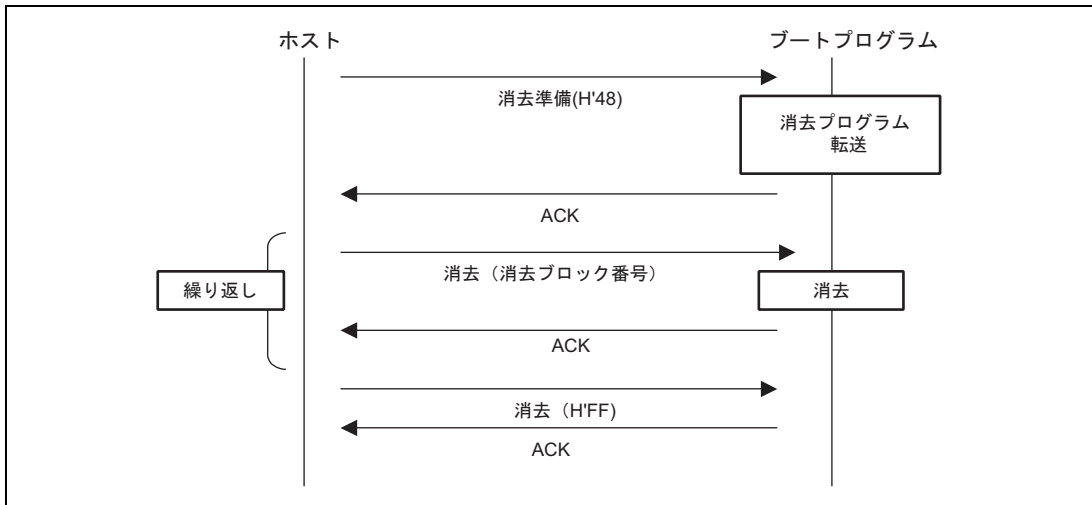 ホスト
ブートプログラム
消去準備(H'48)
消去プログラム
転送
ACK
消去（消去ブロック番号）
繰り返し
消去
ACK
消去（H'FF)
ACK